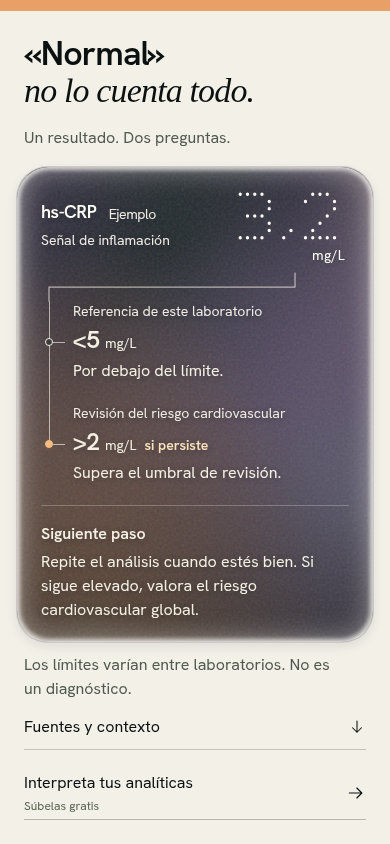 «Normal»
no lo cuenta todo.
Un resultado. Dos preguntas.
hs-CRP Ejemplo
3.2
Señal de inflamación
mg/L
Referencia de este laboratorio
<5 mg/L
Por debajo del límite.
Revisión del riesgo cardiovascular
>2 mg/L si persiste
Supera el umbral de revisión.
Siguiente paso
Repite el análisis cuando estés bien. Si
sigue elevado, valora el riesgo
cardiovascular global.
Los límites varían entre laboratorios. No es
un diagnóstico.
Fuentes y contexto ↓
Interpreta tus analíticas →
Súbelas gratis